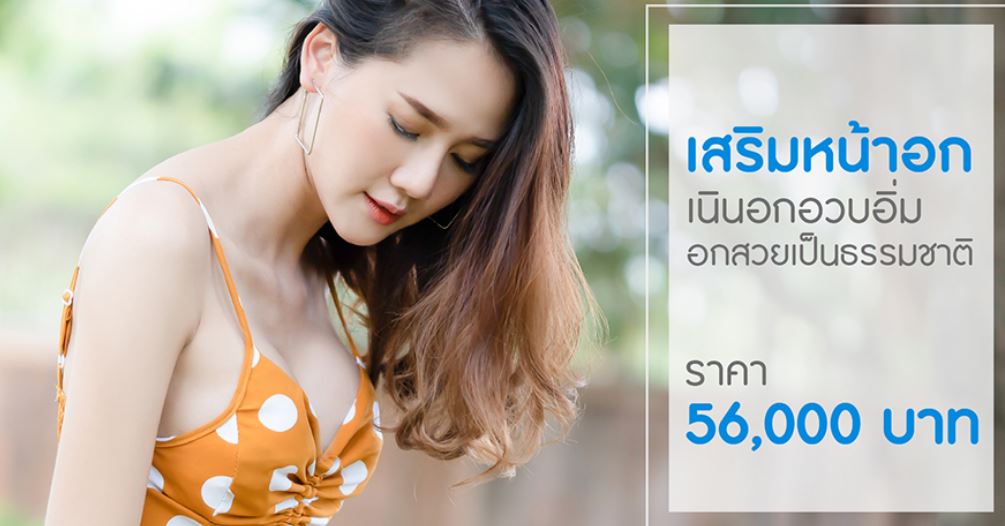 เสริมหน้าอก
เนินอกอวบอิ่ม
อกสวยเป็นธรรมชาติ
ราคา
56,000 บาท